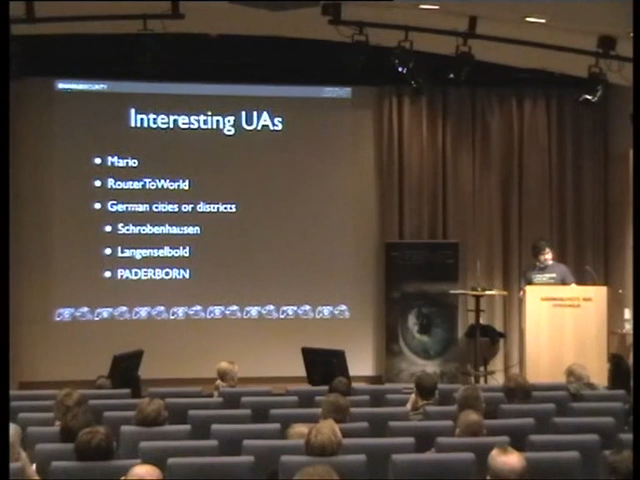 Interesting UAs
Mario
RouterToWorld
German cities or districts
Schrobenhausen
Langenselbold
PADERBORN